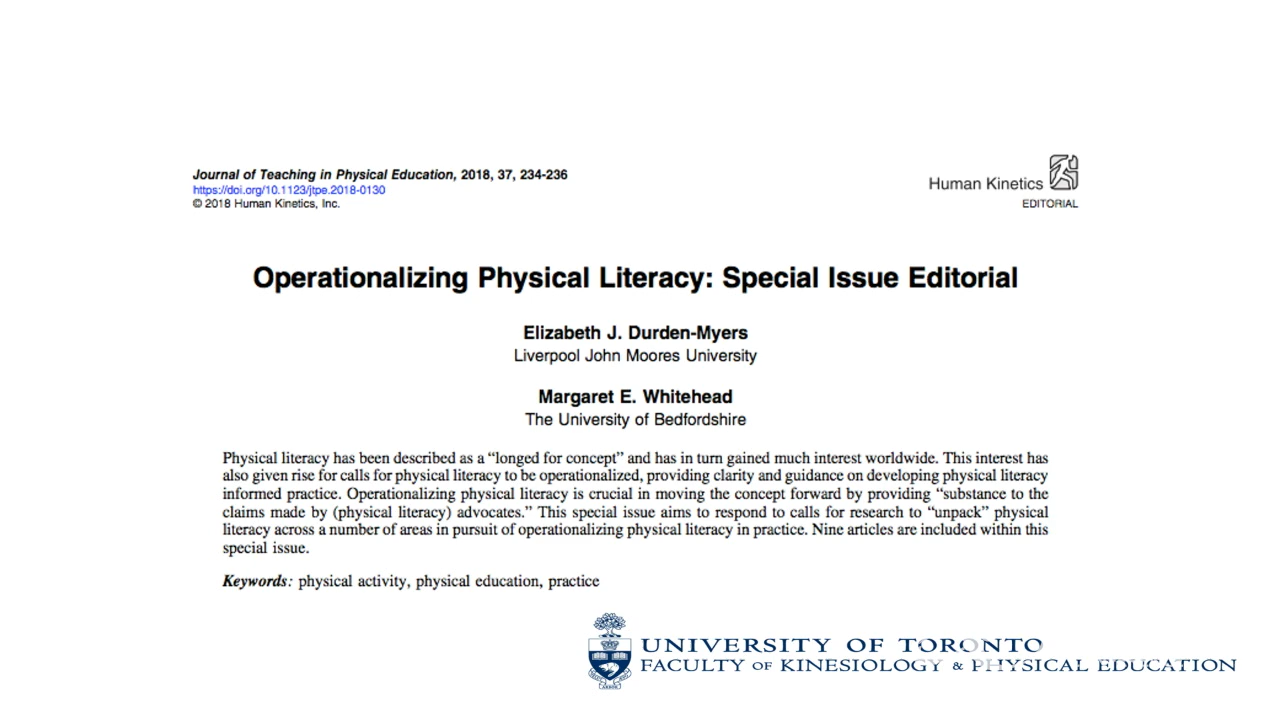 Journal of Teaching in Physical Education, 2018, 37, 234-236
https://doi.org/10.1123/jtpe.2018-0130
© 2018 Human Kinetics, Inc.
Human Kinetics
EDITORIAL
Operationalizing Physical Literacy: Special Issue Editorial
Elizabeth J. Durden-Myers
Liverpool John Moores University
Margaret E. Whitehead
The University of Bedfordshire
Physical literacy has been described as a “longed for concept” and has in turn gained much interest worldwide. This interest has
also given rise for calls for physical literacy to be operationalized, providing clarity and guidance on developing physical literacy
informed practice. Operationalizing physical literacy is crucial in moving the concept forward by providing “substance to the
claims made by (physical literacy) advocates.” This special issue aims to respond to calls for research to “unpack” physical
literacy across a number of areas in pursuit of operationalizing physical literacy in practice. Nine articles are included within this
special issue.
Keywords: physical activity, physical education, practice
UNIVERSITY OF TORONTO
FACULTY OF KINESIOLOGY & PHYSICAL EDUCATION